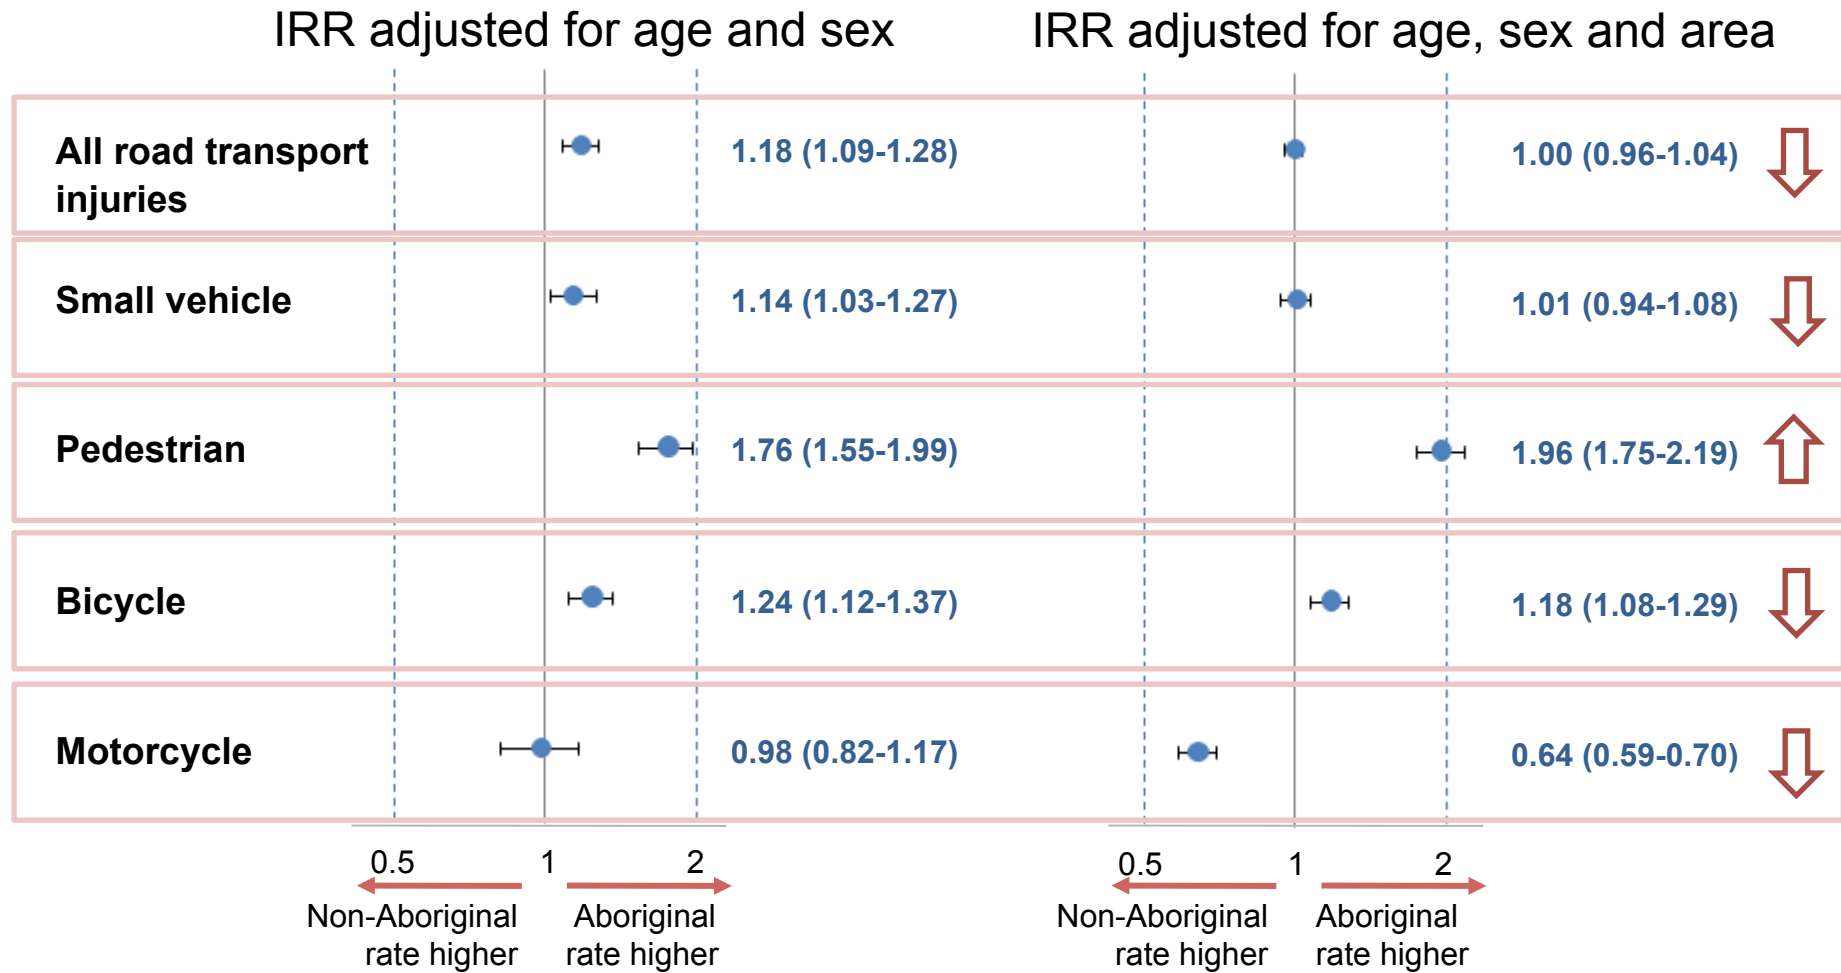 IRR adjusted for age and sex
IRR adjusted for age, sex and area
All road transport
injuries
1.18 (1.09-1.28)
1.00 (0.96-1.04)
Small vehicle
1.14 (1.03-1.27)
1.01 (0.94-1.08)
Pedestrian
1.76 (1.55-1.99)
1.96 (1.75-2.19)
Bicycle
1.24 (1.12-1.37)
1.18 (1.08-1.29)
Motorcycle
0.98 (0.82-1.17)
0.64 (0.59-0.70)
0.5 1 2
0.5 1 2
Non-Aboriginal
rate higher
Aboriginal
rate higher
Non-Aboriginal
rate higher
Aboriginal
rate higher